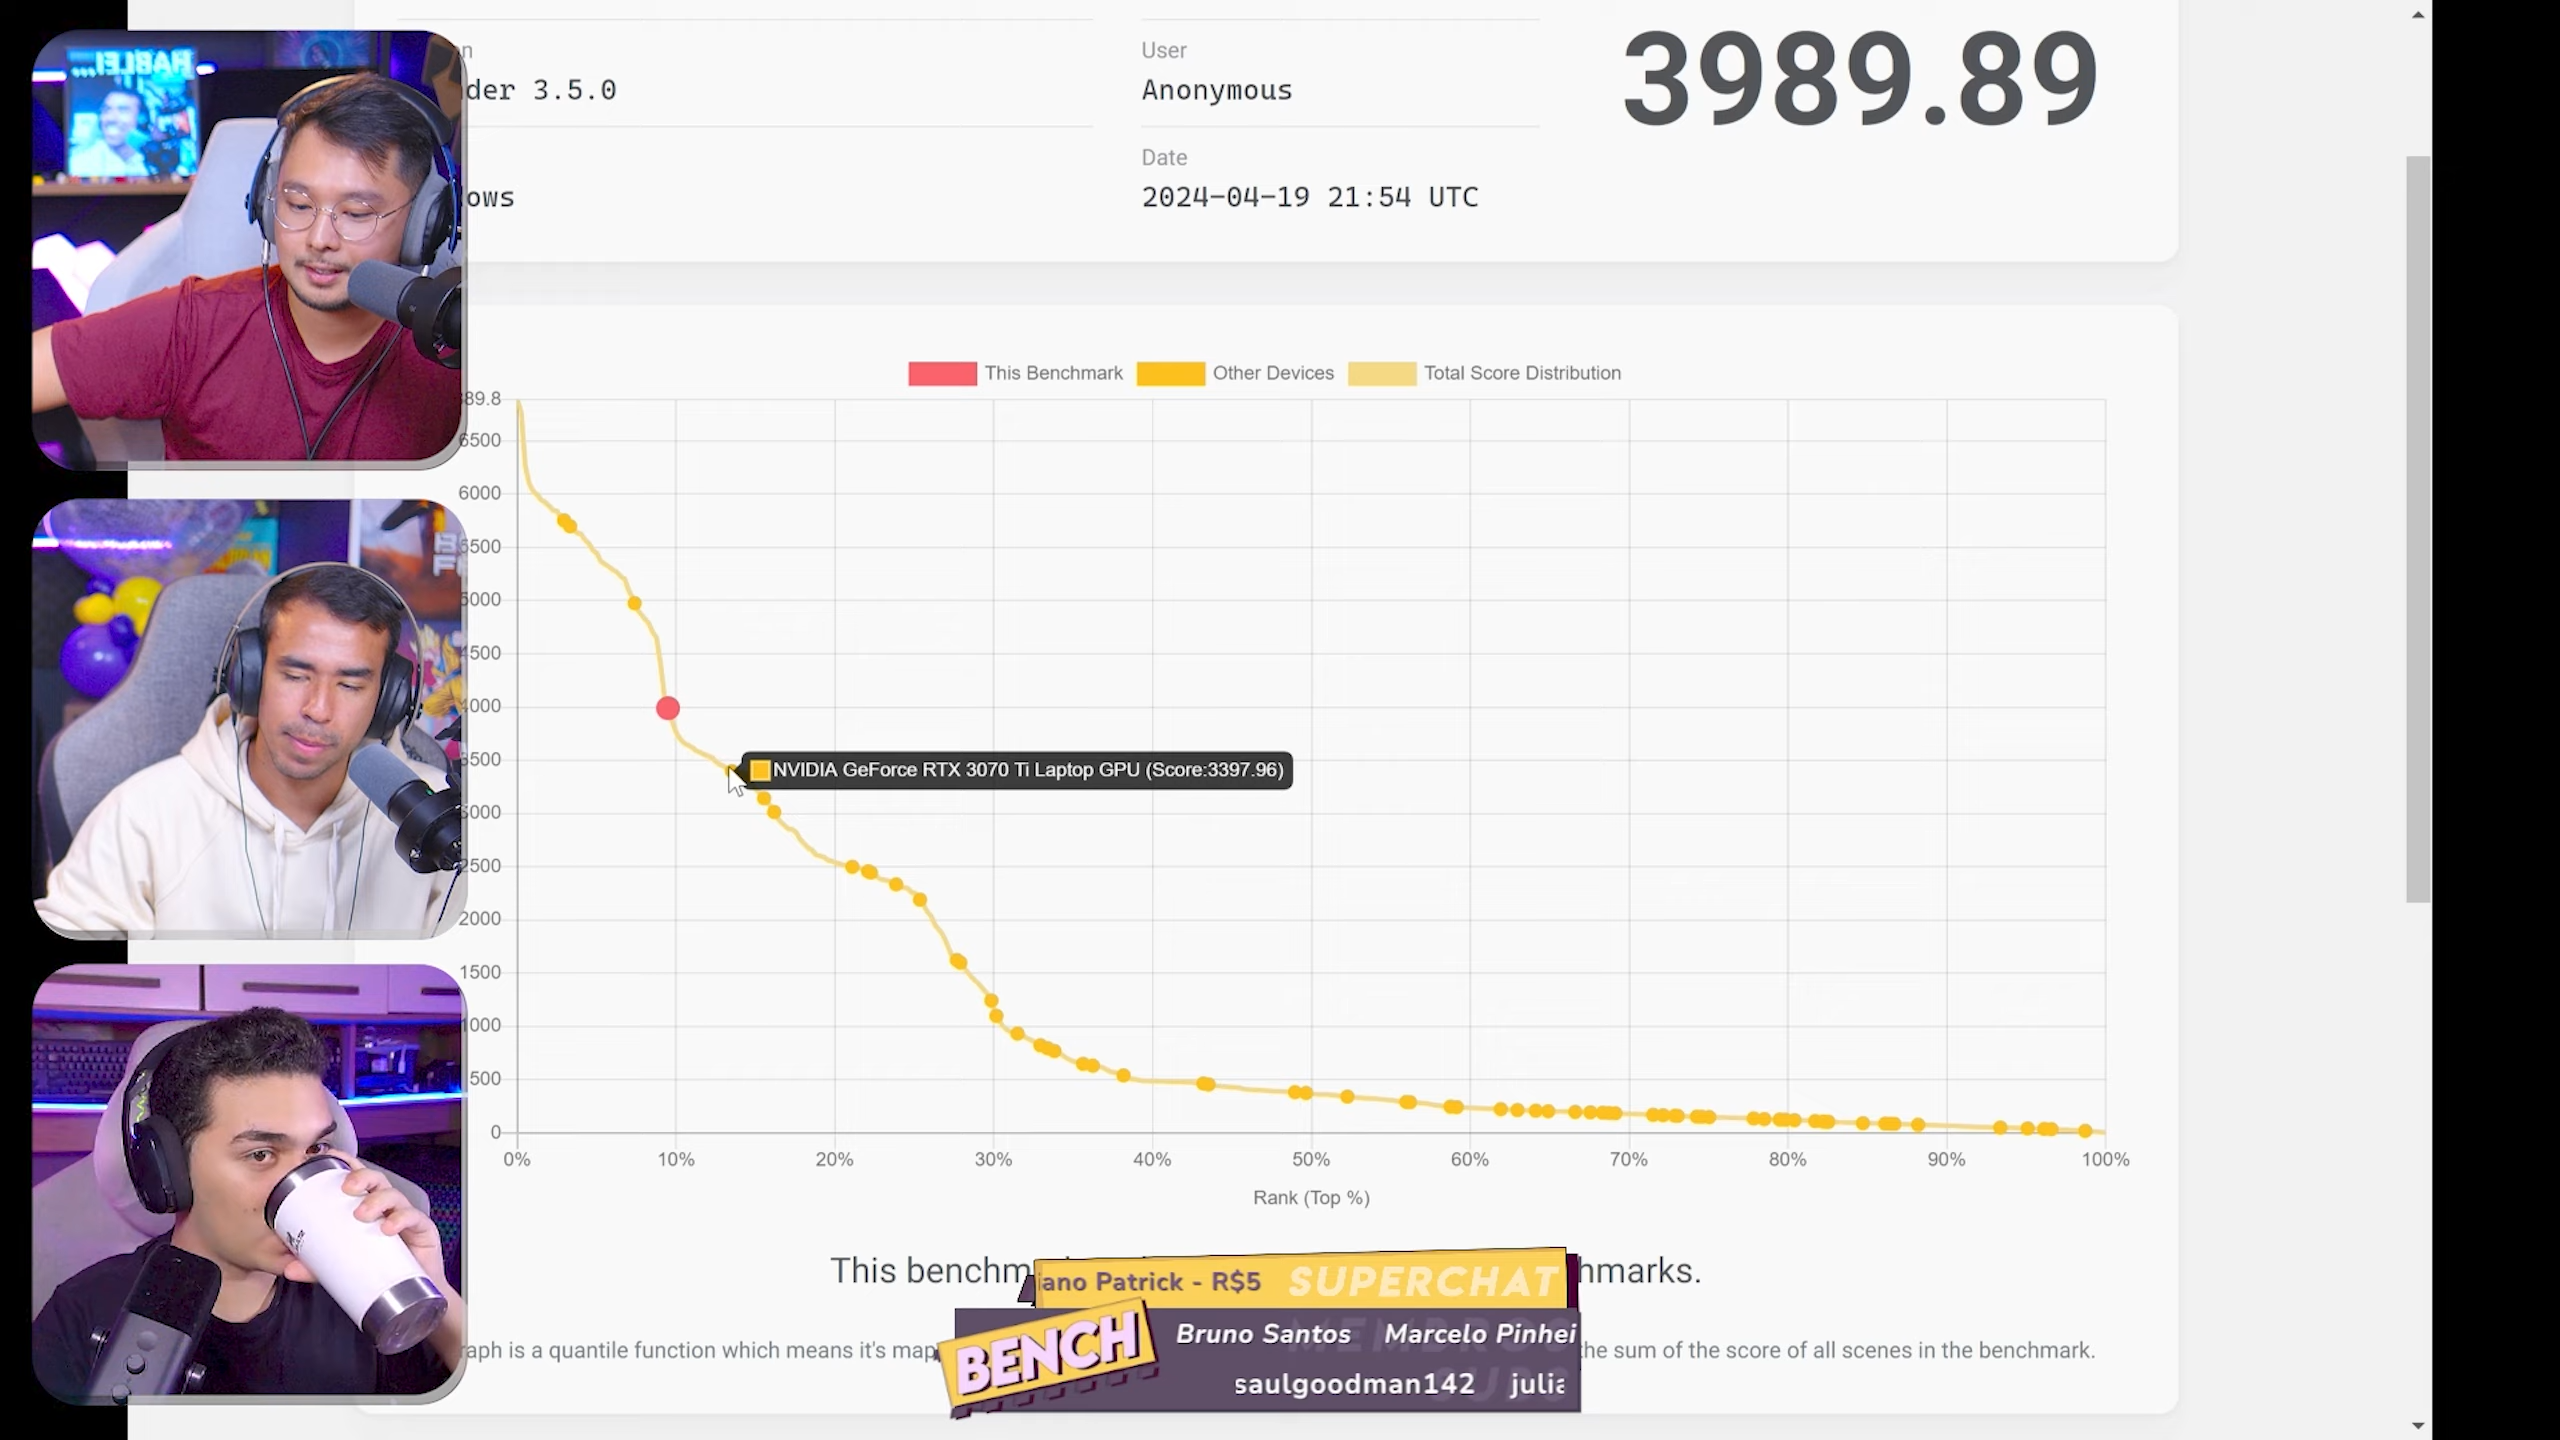 User
der 3.5.0
Anonymous
3989.89
Date
ows
2024-04-19 21:54 UTC
This Benchmark
Other Devices
Total Score Distribution
89.8
6500
6000
5500
5000
4500
4000
3500
3000
2500
2000
1500
1000
500
0
NVIDIA GeForce RTX 3070 Ti Laptop GPU (Score:3397.96)
0% 10% 20% 30% 40% 50% 60% 70% 80% 90% 100%
Rank (Top %)
This benchm
hmarks.
iano Patrick - R$5 SUPERCHAT
BENCH
Bruno Santos Marcelo Pinhei
saulgoodman142 julia
raph is a quantile function which means it's map
the sum of the score of all scenes in the benchmark.